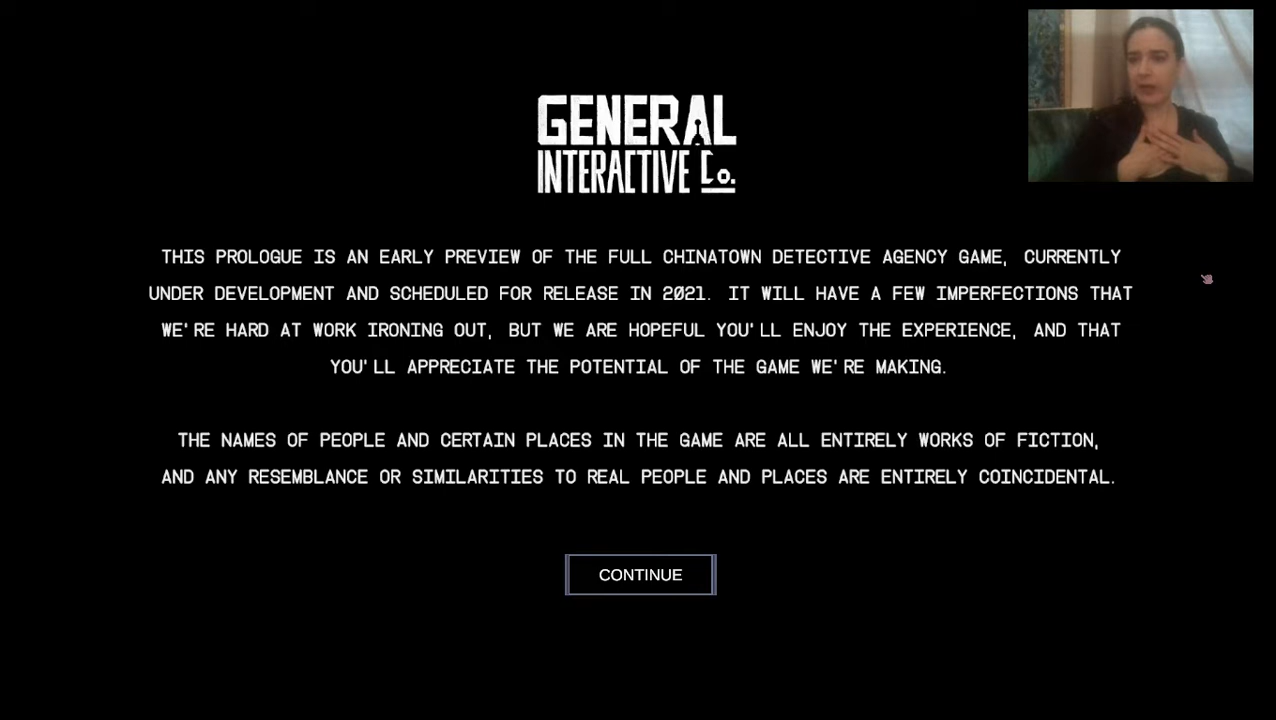 GENERAL
INTERACTIVE Co.
THIS PROLOGUE IS AN EARLY PREVIEW OF THE FULL CHINATOWN DETECTIVE AGENCY GAME, CURRENTLY
UNDER DEVELOPMENT AND SCHEDULED FOR RELEASE IN 2021. IT WILL HAVE A FEW IMPERFECTIONS THAT
WE'RE HARD AT WORK IRONING OUT, BUT WE ARE HOPEFUL YOU'LL ENJOY THE EXPERIENCE, AND THAT
YOU'LL APPRECIATE THE POTENTIAL OF THE GAME WE'RE MAKING.
THE NAMES OF PEOPLE AND CERTAIN PLACES IN THE GAME ARE ALL ENTIRELY WORKS OF FICTION,
AND ANY RESEMBLANCE OR SIMILARITIES TO REAL PEOPLE AND PLACES ARE ENTIRELY COINCIDENTAL.
CONTINUE